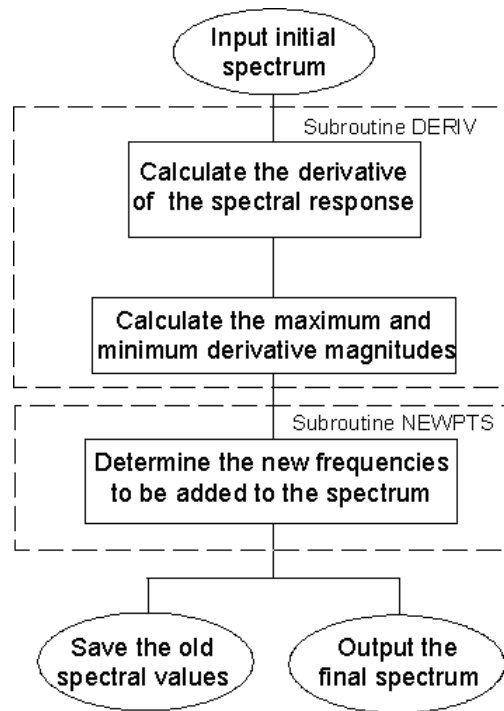 Input initial
spectrum
Subroutine DERIV
Calculate the derivative
of the spectral response
Calculate the maximum and
minimum derivative magnitudes
Subroutine NEWPTS
Determine the new frequencies
to be added to the spectrum
Save the old
spectral values
Output the
final spectrum